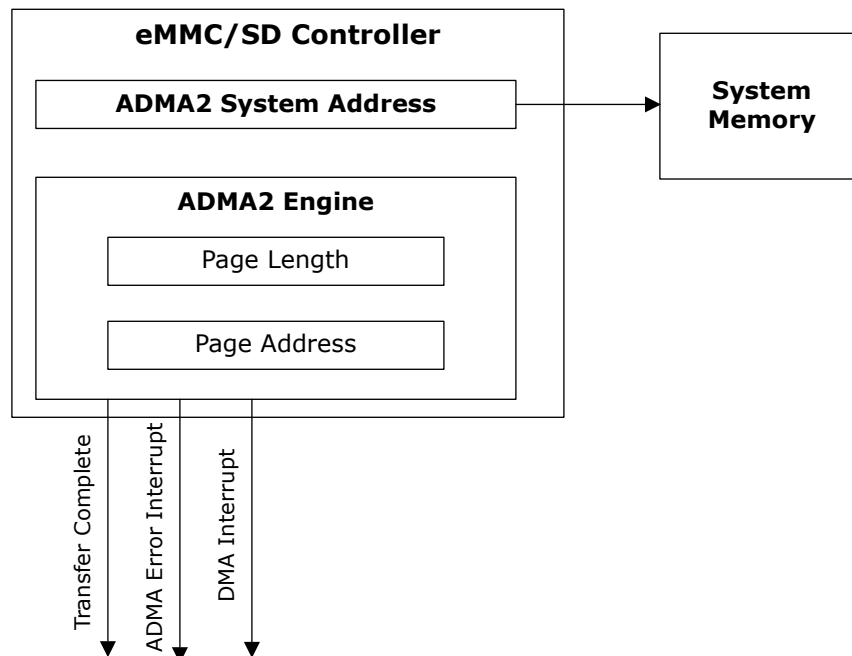 eMMC/SD Controller
ADMA2 System Address
System
Memory
ADMA2 Engine
Page Length
Page Address
Transfer Complete
ADMA Error Interrupt
DMA Interrupt